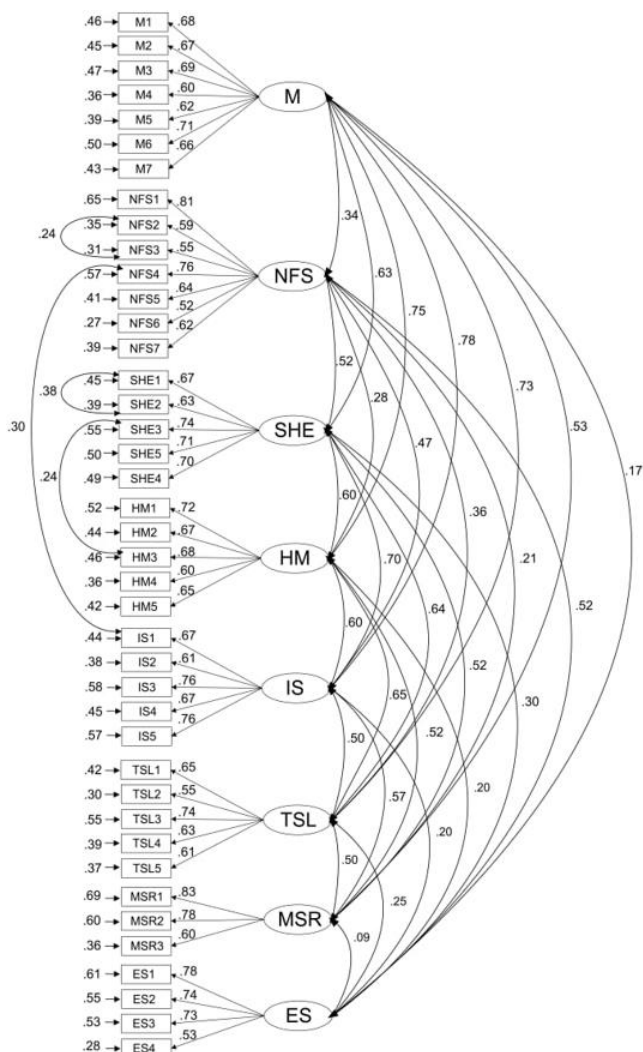 .46 M1 .68
.45 M2 .67
.47 M3 .69
.36 M4 .60
M
.39 M5 .62
.50 M6 .71
.43 M7 .66
.65 NFS1 .81
.34
.24 .35 NFS2 .59
.31 NFS3 .55
.63
.57 NFS4 .76
NFS
.41 NFS5 .64
.75
.27 NFS6 .52
.78
.39 NFS7 .62
.52
.73
.38 .45 SHE1 .67
.28
.39 SHE2 .63
.53
.30 .55 SHE3 .74
SHE
.47
.17
.50 SHE5 .71
.24 .49 SHE4 .70
.60
.36
.52 HM1 .72
.44 HM2 .67
.46 HM3 .68
HM
.70
.21
.36 HM4 .60
.42 HM5 .65
.64
.52
.60
.44 IS1 .67
.52
.38 IS2 .61
.65
.30
.58 IS3 .76
IS
.52
.45 IS4 .67
.20
.57 IS5 .76
.50
.57
.20
.42 TSL1 .65
.30 TSL2 .55
.55 TSL3 .74
TSL
.39 TSL4 .63
.37 TSL5 .61
.50
.25
.69 MSR1 .83
.60 MSR2 .78
MSR
.36 MSR3 .60
.09
.61 ES1 .78
.55 ES2 .74
ES
.53 ES3 .73
.28 ES4 .53